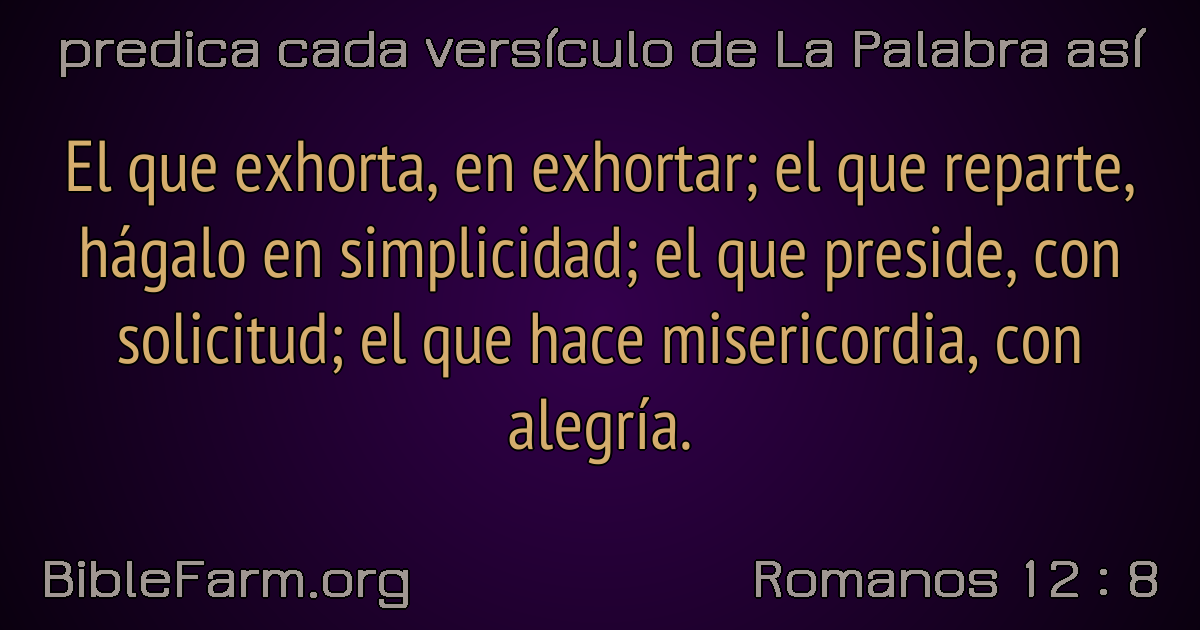 predica cada versículo de La Palabra así
El que exhorta, en exhortar; el que reparte,
hágalo en simplicidad; el que preside, con
solicitud; el que hace misericordia, con
alegría.
BibleFarm.org
Romanos 12 : 8